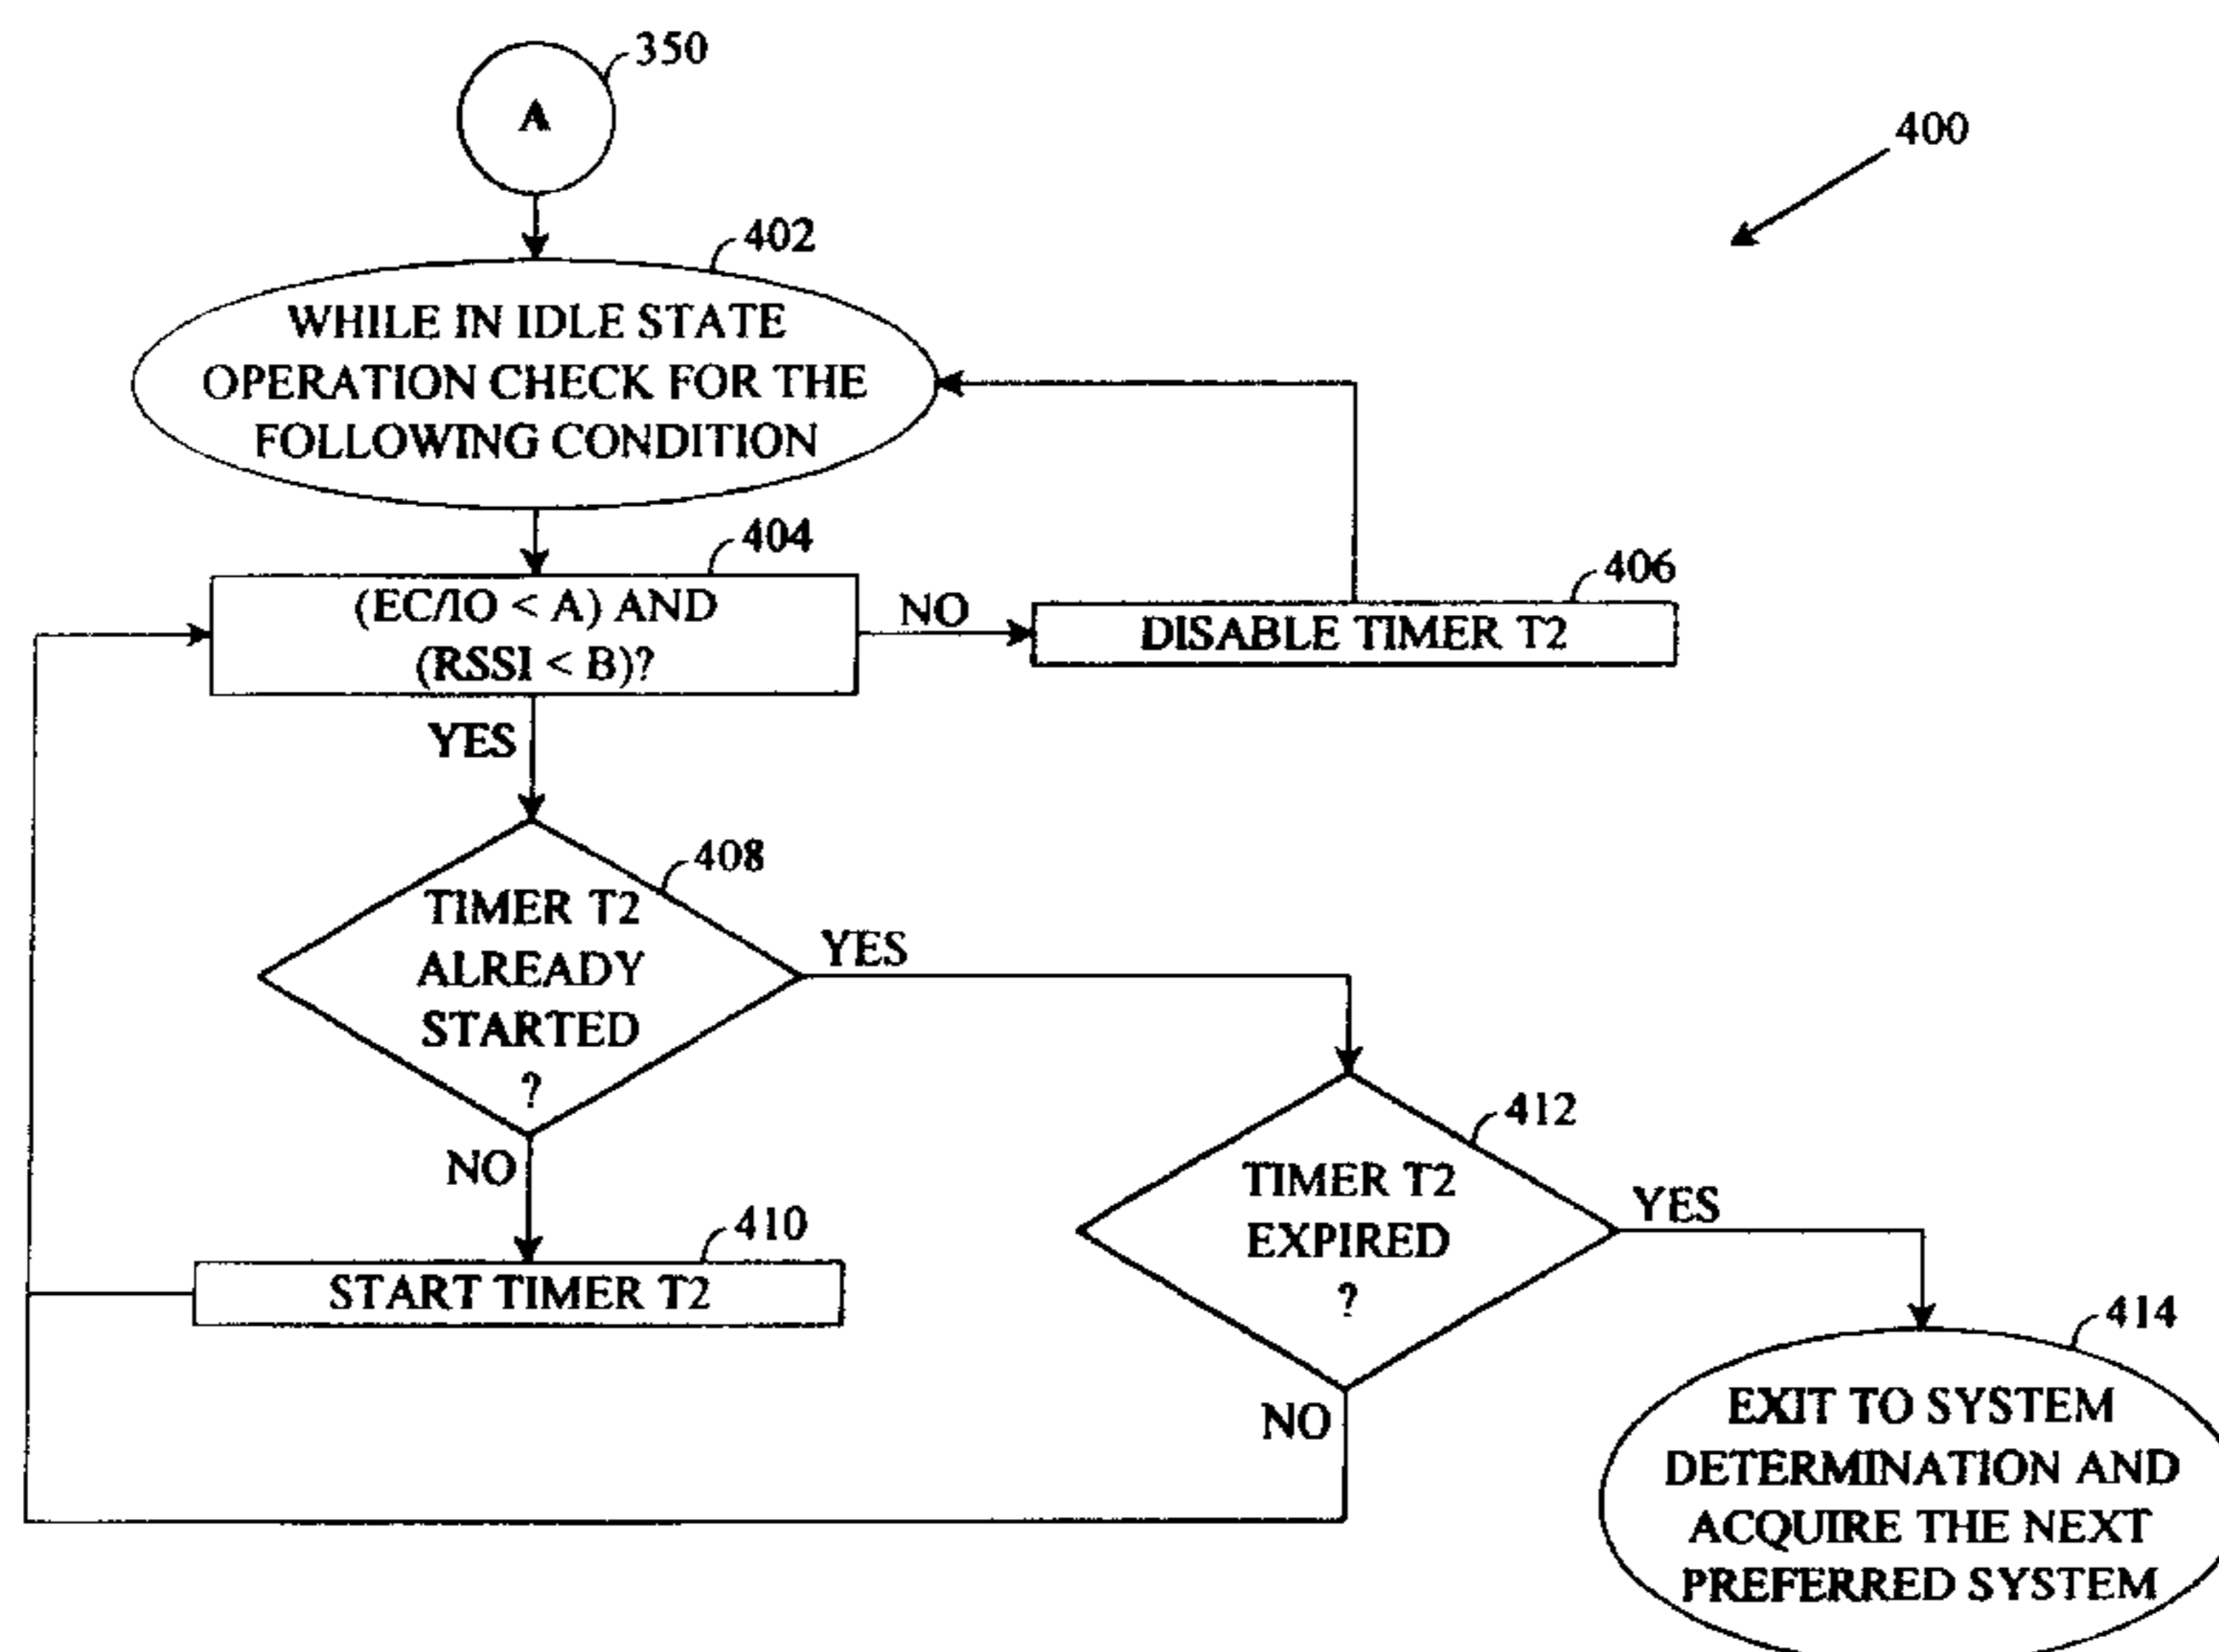 350
A
400
402
WHILE IN IDLE STATE
OPERATION CHECK FOR THE
FOLLOWING CONDITION
404
(EC/IO < A) AND
(RSSI < B)?
NO
406
DISABLE TIMER T2
YES
408
TIMER T2
ALREADY
STARTED
?
YES
NO
410
START TIMER T2
412
TIMER T2
EXPIRED
?
YES
NO
414
EXIT TO SYSTEM
DETERMINATION AND
ACQUIRE THE NEXT
PREFERRED SYSTEM